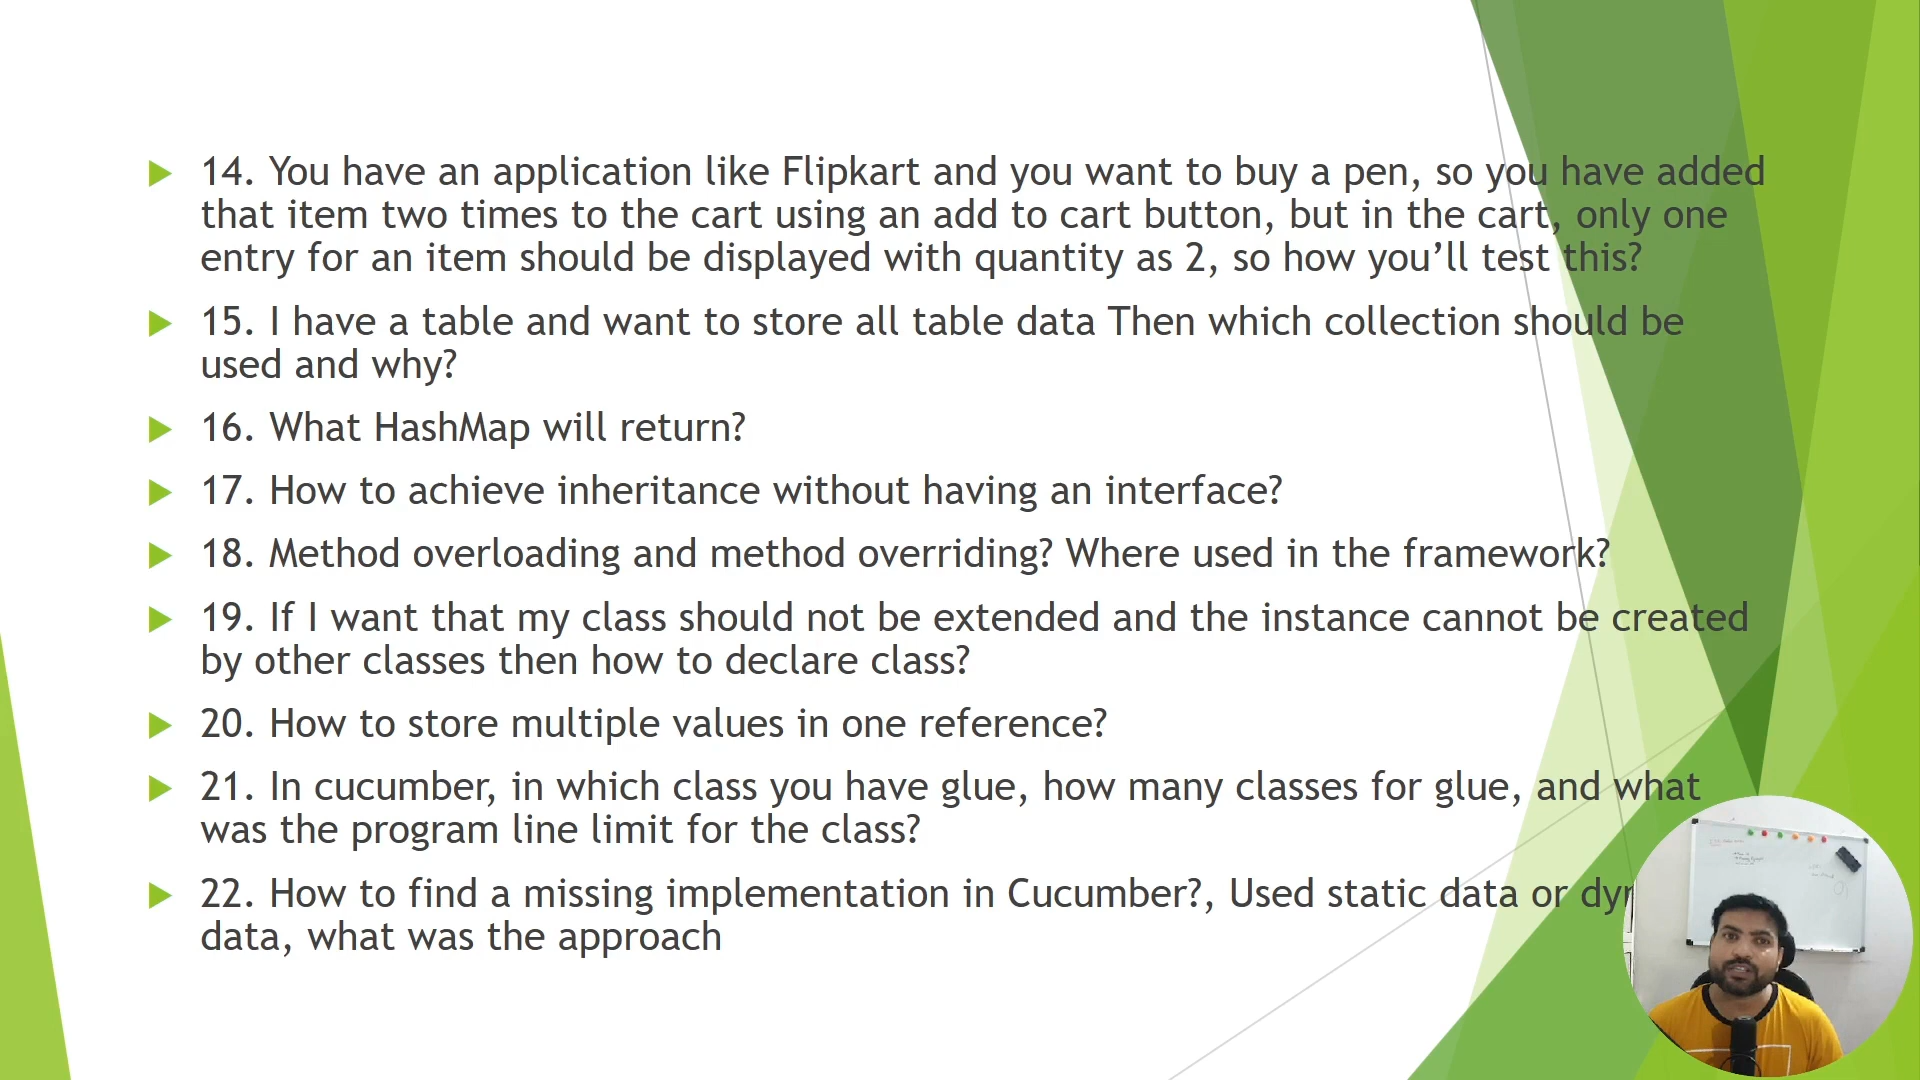 14. You have an application like Flipkart and you want to buy a pen, so you have added
that item two times to the cart using an add to cart button, but in the cart, only one
entry for an item should be displayed with quantity as 2, so how you’ll test this?
15. I have a table and want to store all table data Then which collection should be
used and why?
16. What HashMap will return?
17. How to achieve inheritance without having an interface?
18. Method overloading and method overriding? Where used in the framework?
19. If I want that my class should not be extended and the instance cannot be created
by other classes then how to declare class?
20. How to store multiple values in one reference?
21. In cucumber, in which class you have glue, how many classes for glue, and what
was the program line limit for the class?
22. How to find a missing implementation in Cucumber?, Used static data or
data, what was the approach